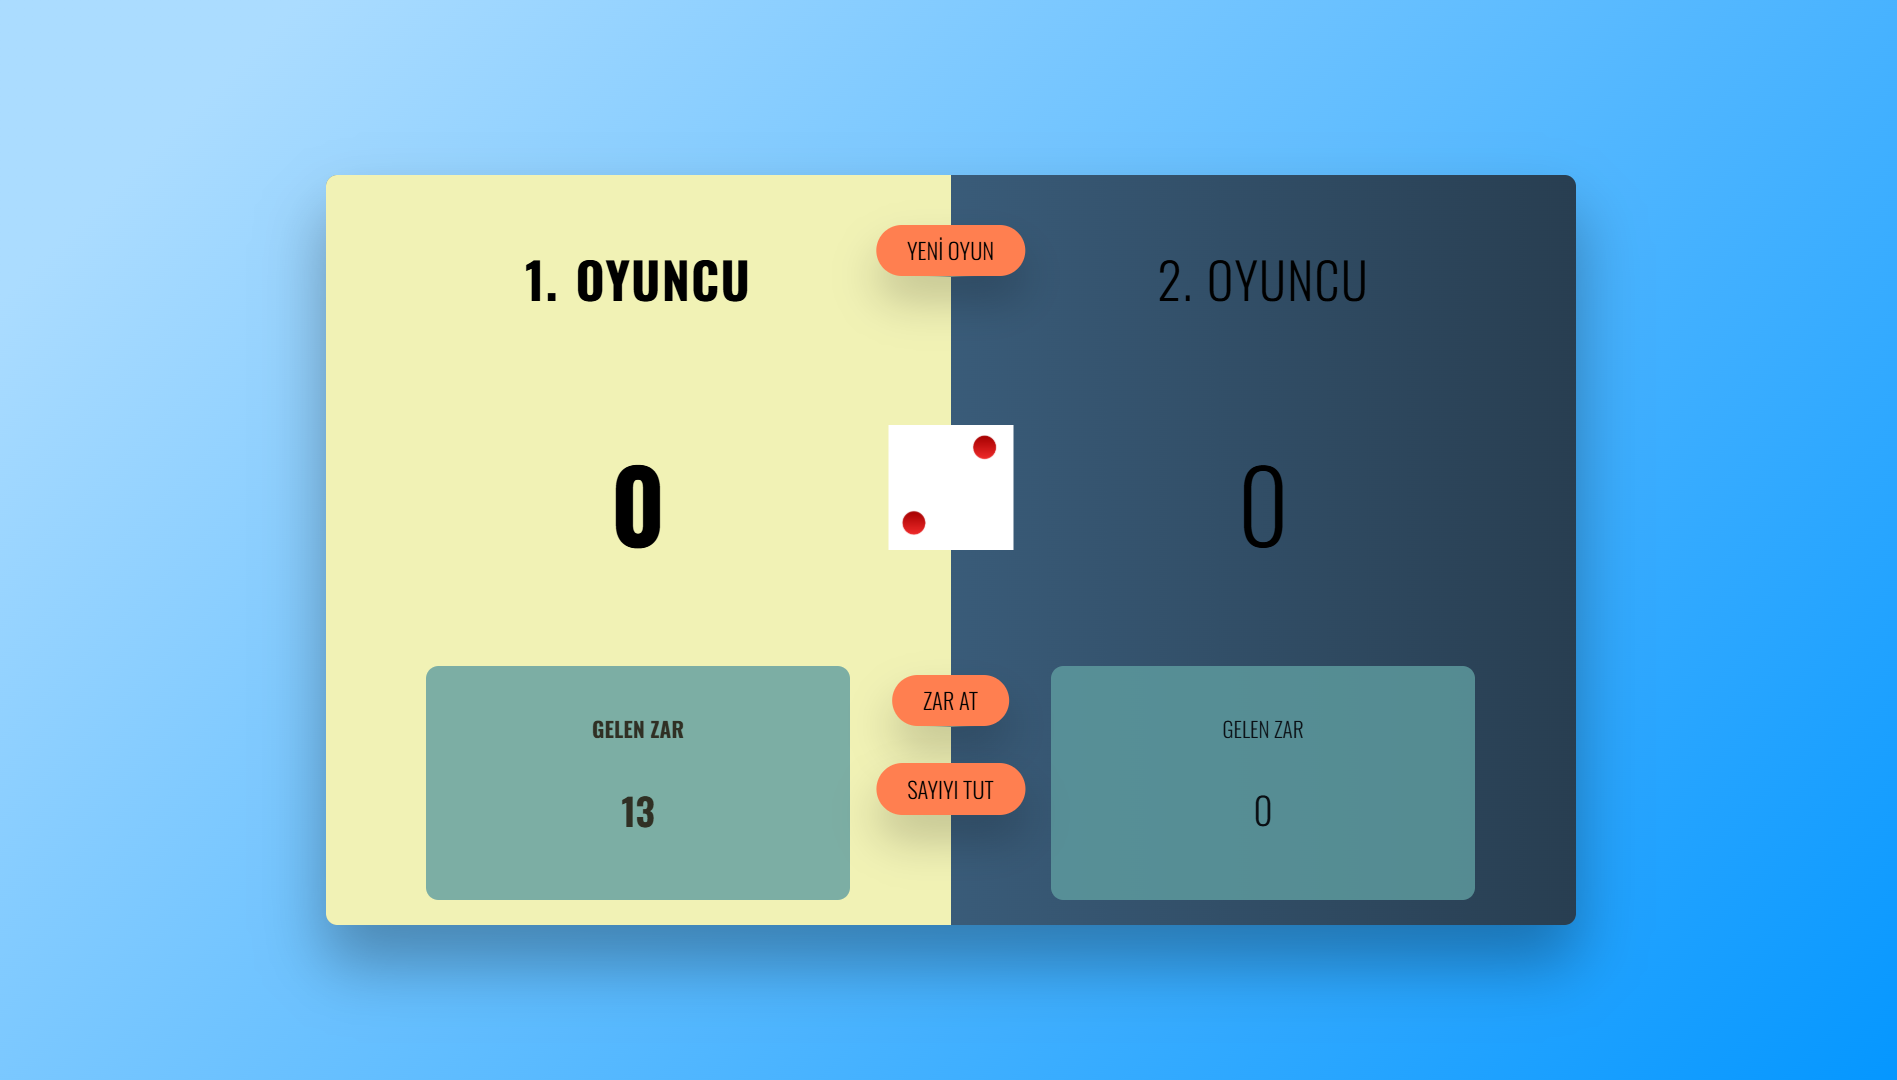 1. OYUNCU
0
GELEN ZAR
13
YENİ OYUN
ZAR AT
SAYIYI TUT
2. OYUNCU
0
GELEN ZAR
0